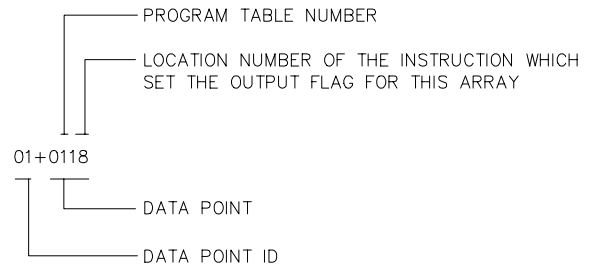 PROGRAM TABLE NUMBER
LOCATION NUMBER OF THE INSTRUCTION WHICH
SET THE OUTPUT FLAG FOR THIS ARRAY
01+0118
DATA POINT
DATA POINT ID